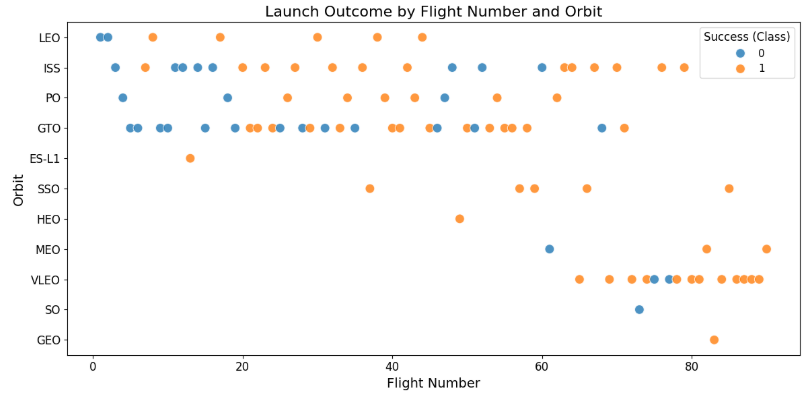 Launch Outcome by Flight Number and Orbit
Success (Class)
0
1
Orbit
LEO
ISS
PO
GTO
ES-L1
SSO
HEO
MEO
VLEO
SO
GEO
0 20 40 60 80
Flight Number